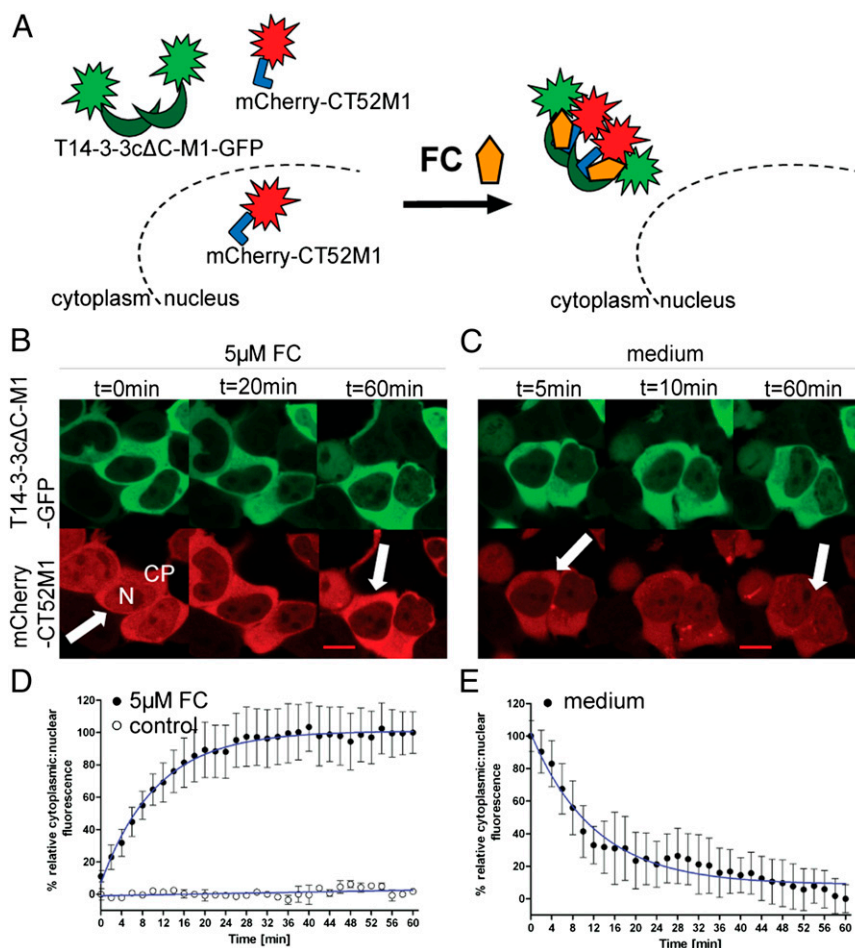 A
mCherry-CT52M1
T14-3-3cΔC-M1-GFP
mCherry-CT52M1
cytoplasm nucleus
FC
cytoplasm nucleus
B
5µM FC
t=0min t=20min t=60min
T14-3-3cΔC-M1
-GFP
mCherry
-CT52M1
N CP
C
medium
t=5min t=10min t=60min
D
5µM FC
control
% relative cytoplasmic:nuclear
fluorescence
120
100
80
60
40
20
0
0 4 8 12 16 20 24 28 32 36 40 44 48 52 56 60
Time [min]
E
medium
% relative cytoplasmic:nuclear
fluorescence
120
100
80
60
40
20
0
0 4 8 12 16 20 24 28 32 36 40 44 48 52 56 60
Time [min]